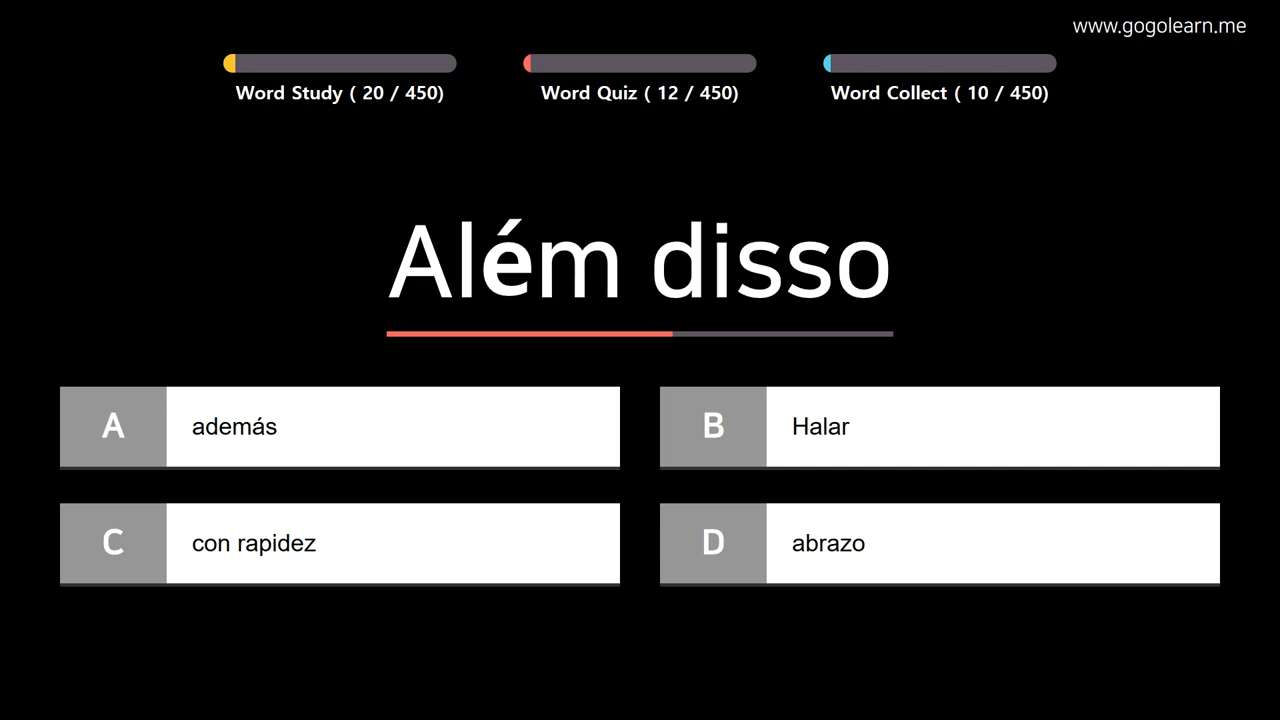 www.gogolearn.me
Word Study ( 20 / 450)
Word Quiz ( 12 / 450)
Word Collect ( 10 / 450)
Além disso
A
además
B
Halar
C
con rapidez
D
abrazo